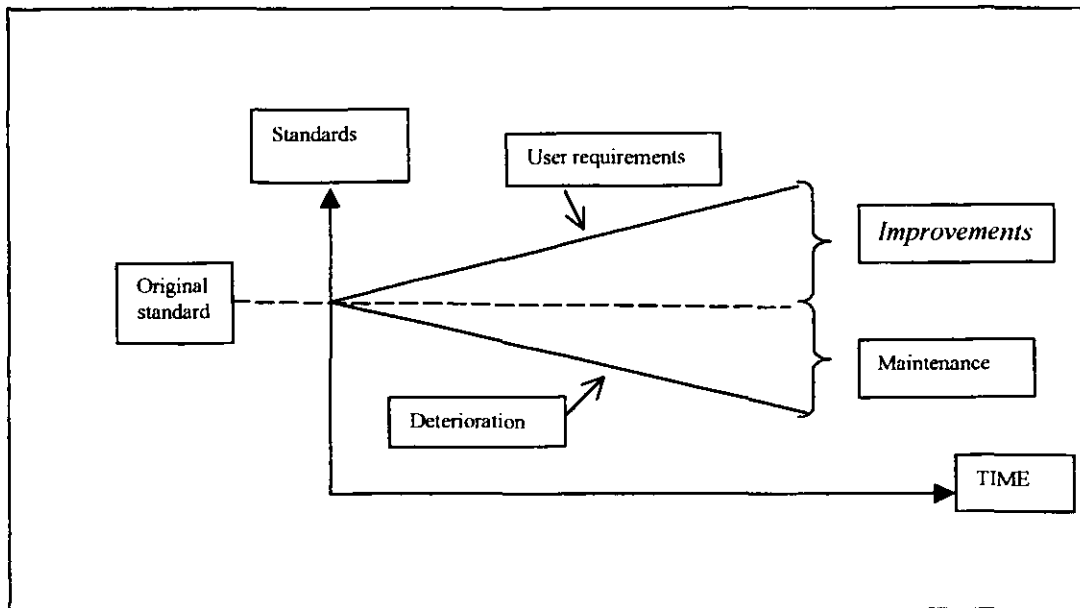 Standards
User requirements
Improvements
Original
standard
Maintenance
Deterioration
TIME